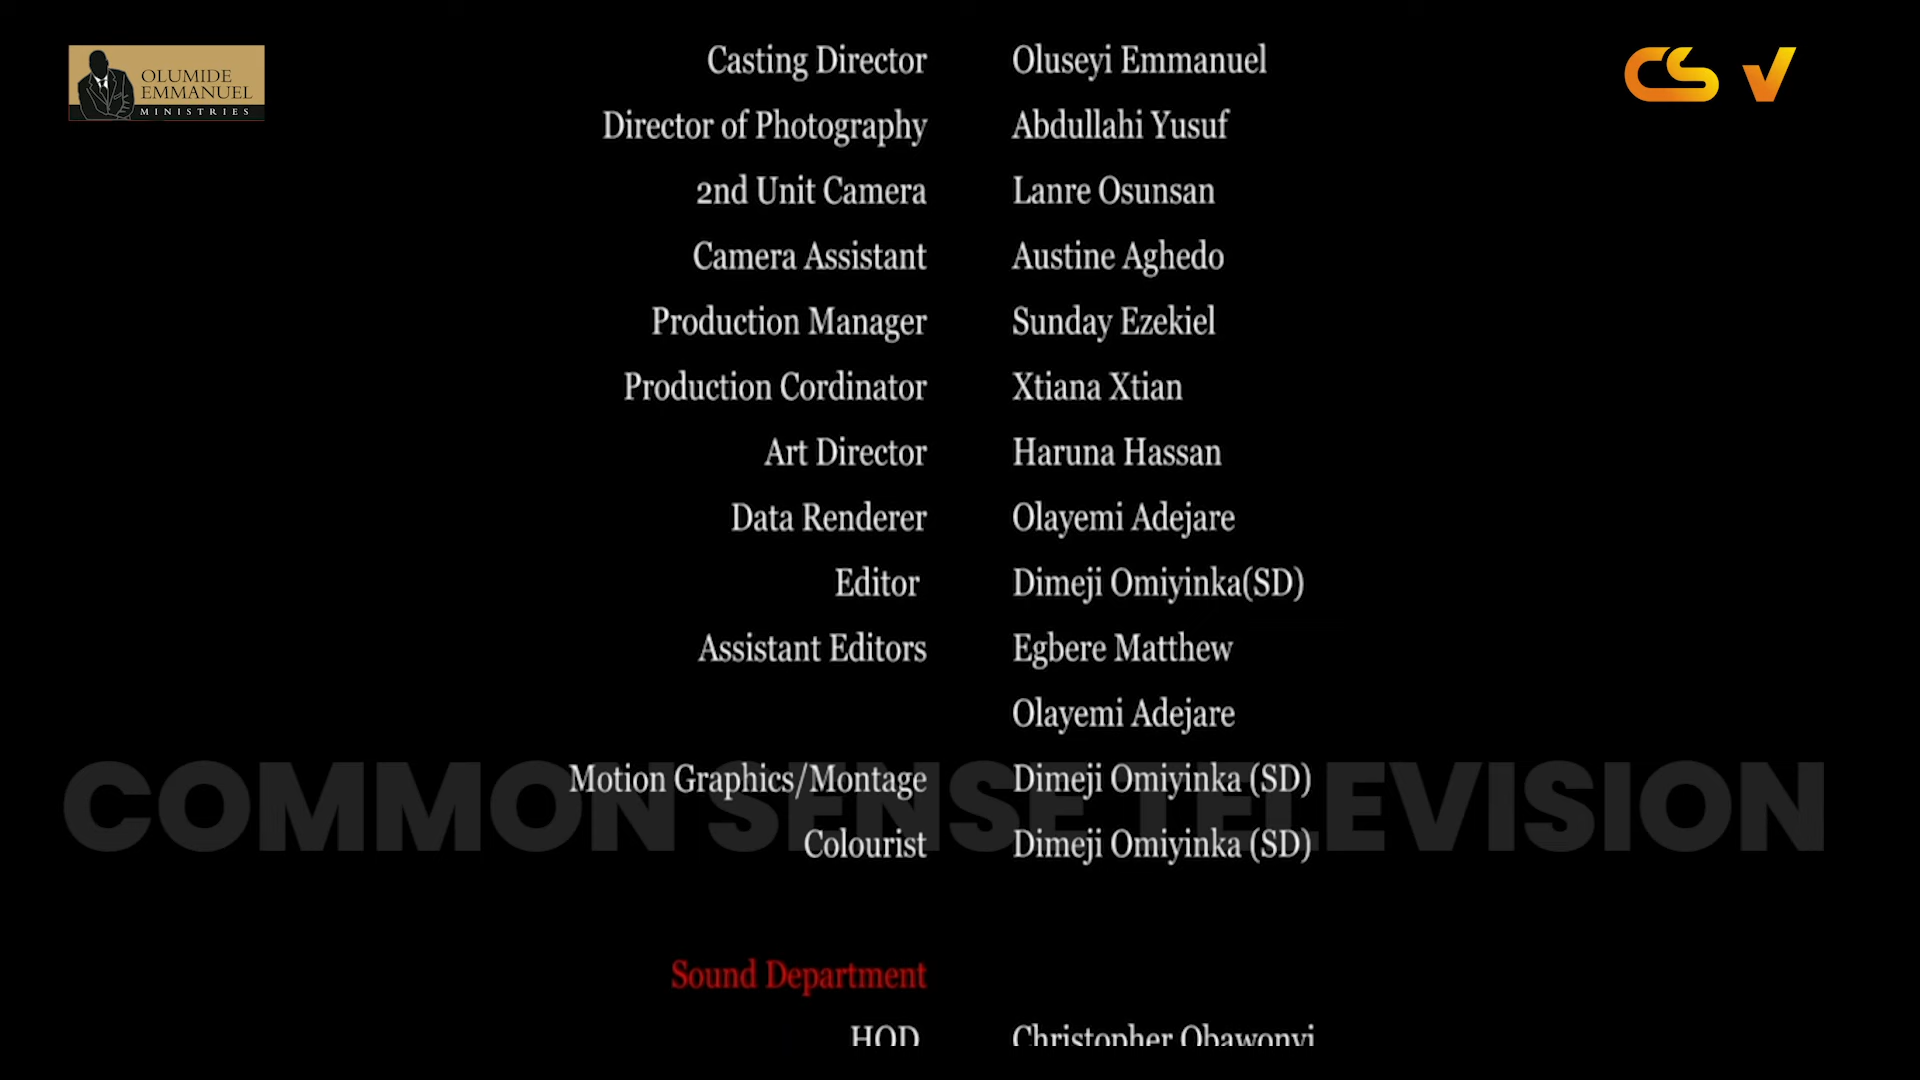 OLUMIDE
EMMANUEL
MINISTRIES
CS
Casting Director Oluseyi Emmanuel
Director of Photography Abdullahi Yusuf
2nd Unit Camera Lanre Osunsan
Camera Assistant Austine Aghedo
Production Manager Sunday Ezekiel
Production Cordinator Xtiana Xtian
Art Director Haruna Hassan
Data Renderer Olayemi Adejare
Editor Dimeji Omiyinka(SD)
Assistant Editors Egbere Matthew
Olayemi Adejare
Motion Graphics/Montage Dimeji Omiyinka (SD)
COMMON SENSE TELEVISION
Colourist Dimeji Omiyinka (SD)
Sound Department
HOD Christopher Obawonyi